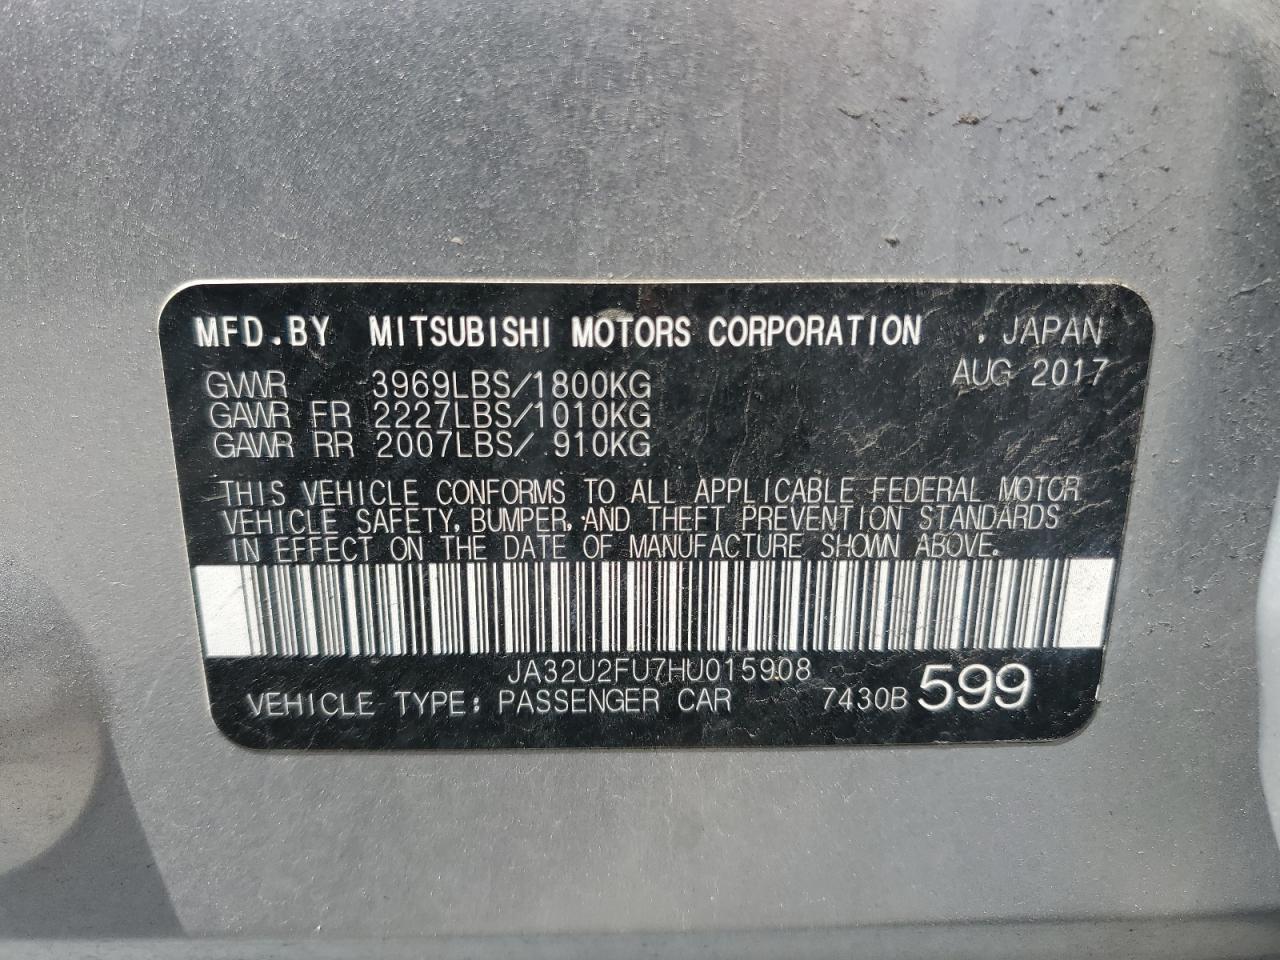 MFD.BY MITSUBISHI MOTORS CORPORATION , JAPAN
AUG 2017
GVWR 3969LBS/1800KG
GAWR FR 2227LBS/1010KG
GAWR RR 2007LBS/ 910KG
THIS VEHICLE CONFORMS TO ALL APPLICABLE FEDERAL MOTOR
VEHICLE SAFETY, BUMPER, AND THEFT PREVENTION STANDARDS
IN EFFECT ON THE DATE OF MANUFACTURE SHOWN ABOVE.
JA32U2FU7HU015908
VEHICLE TYPE: PASSENGER CAR 7430B 599